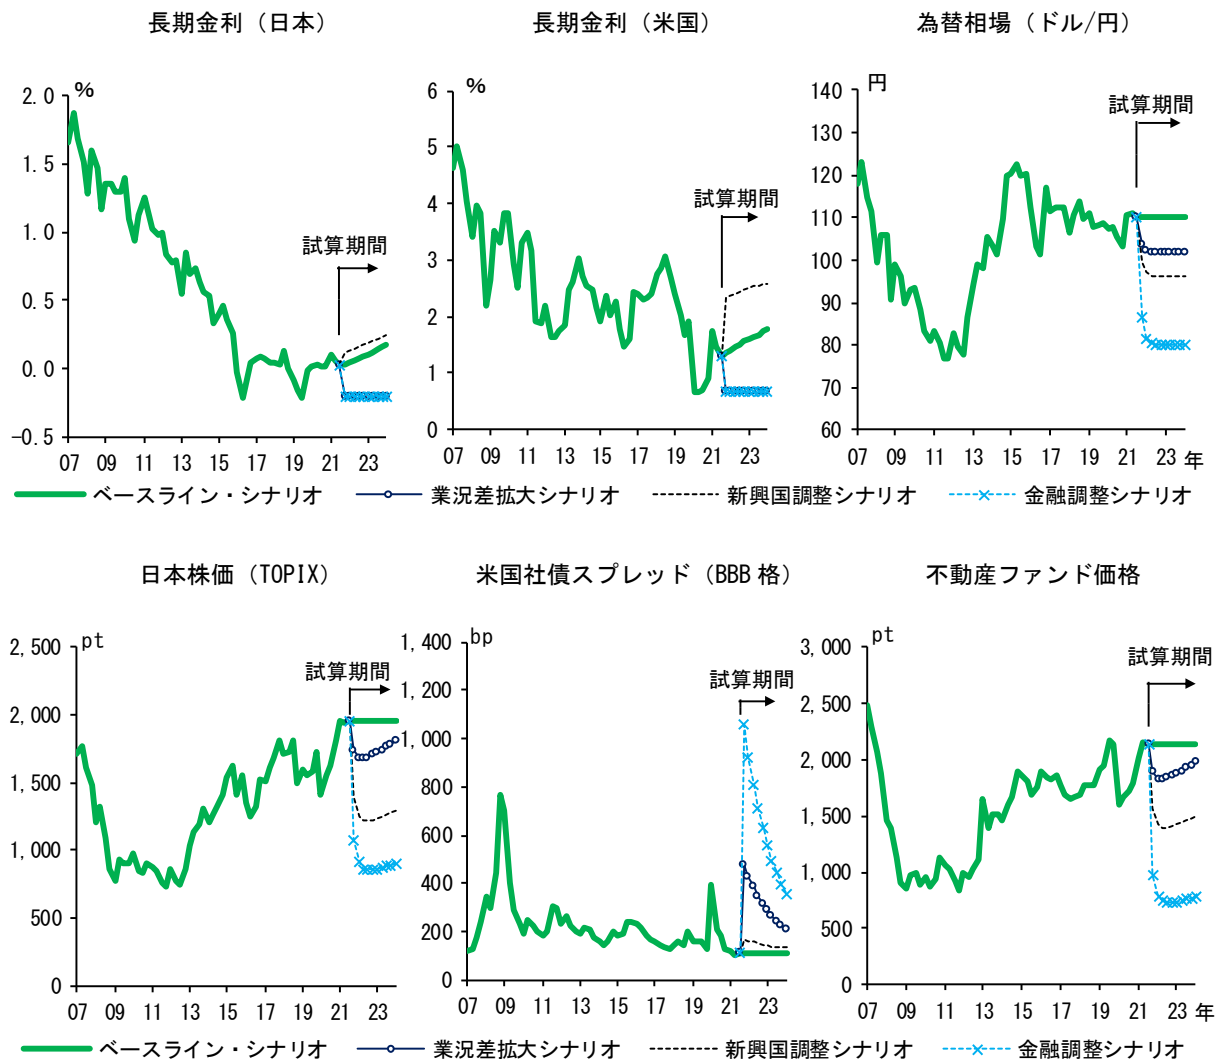 長期金利（日本）
長期金利（米国）
為替相場（ドル/円）
%
2.0
1.5
1.0
0.5
0.0
-0.5
試算期間
07 09 11 13 15 17 19 21 23
%
6
5
4
3
2
1
0
試算期間
07 09 11 13 15 17 19 21 23
円
140
130
120
110
100
90
80
70
60
試算期間
07 09 11 13 15 17 19 21 23 年
ベースライン・シナリオ 業況差拡大シナリオ 新興国調整シナリオ 金融調整シナリオ
日本株価（TOPIX）
米国社債スプレッド（BBB格）
不動産ファンド価格
pt
2,500
2,000
1,500
1,000
500
0
試算期間
07 09 11 13 15 17 19 21 23
bp
1,400
1,200
1,000
800
600
400
200
0
試算期間
07 09 11 13 15 17 19 21 23
pt
3,000
2,500
2,000
1,500
1,000
500
0
試算期間
07 09 11 13 15 17 19 21 23 年
ベースライン・シナリオ 業況差拡大シナリオ 新興国調整シナリオ 金融調整シナリオ